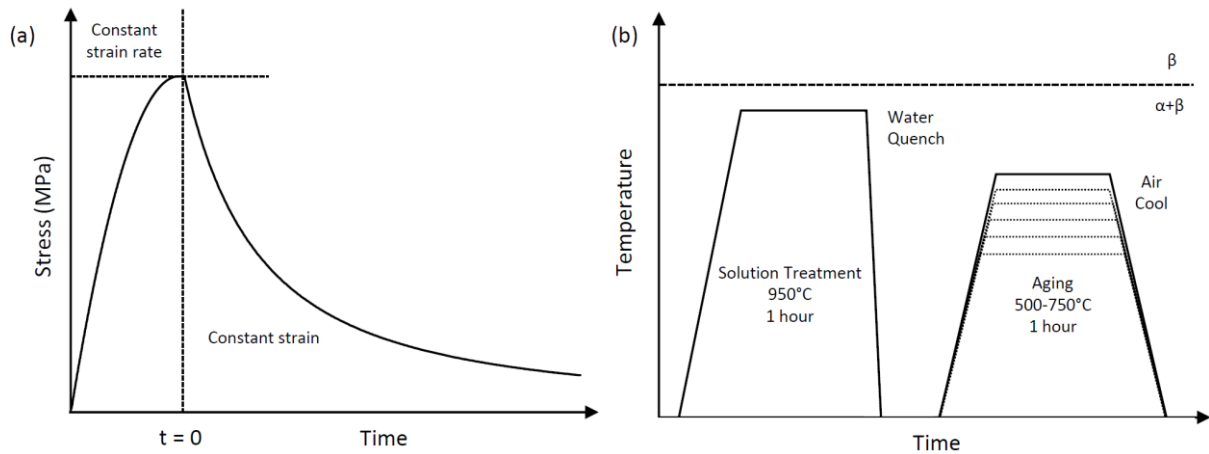 (a)
Constant
strain rate
Stress (MPa)
Constant strain
t = 0
Time
(b)
β
α+β
Water
Quench
Temperature
Air
Cool
Solution Treatment
950°C
1 hour
Aging
500-750°C
1 hour
Time